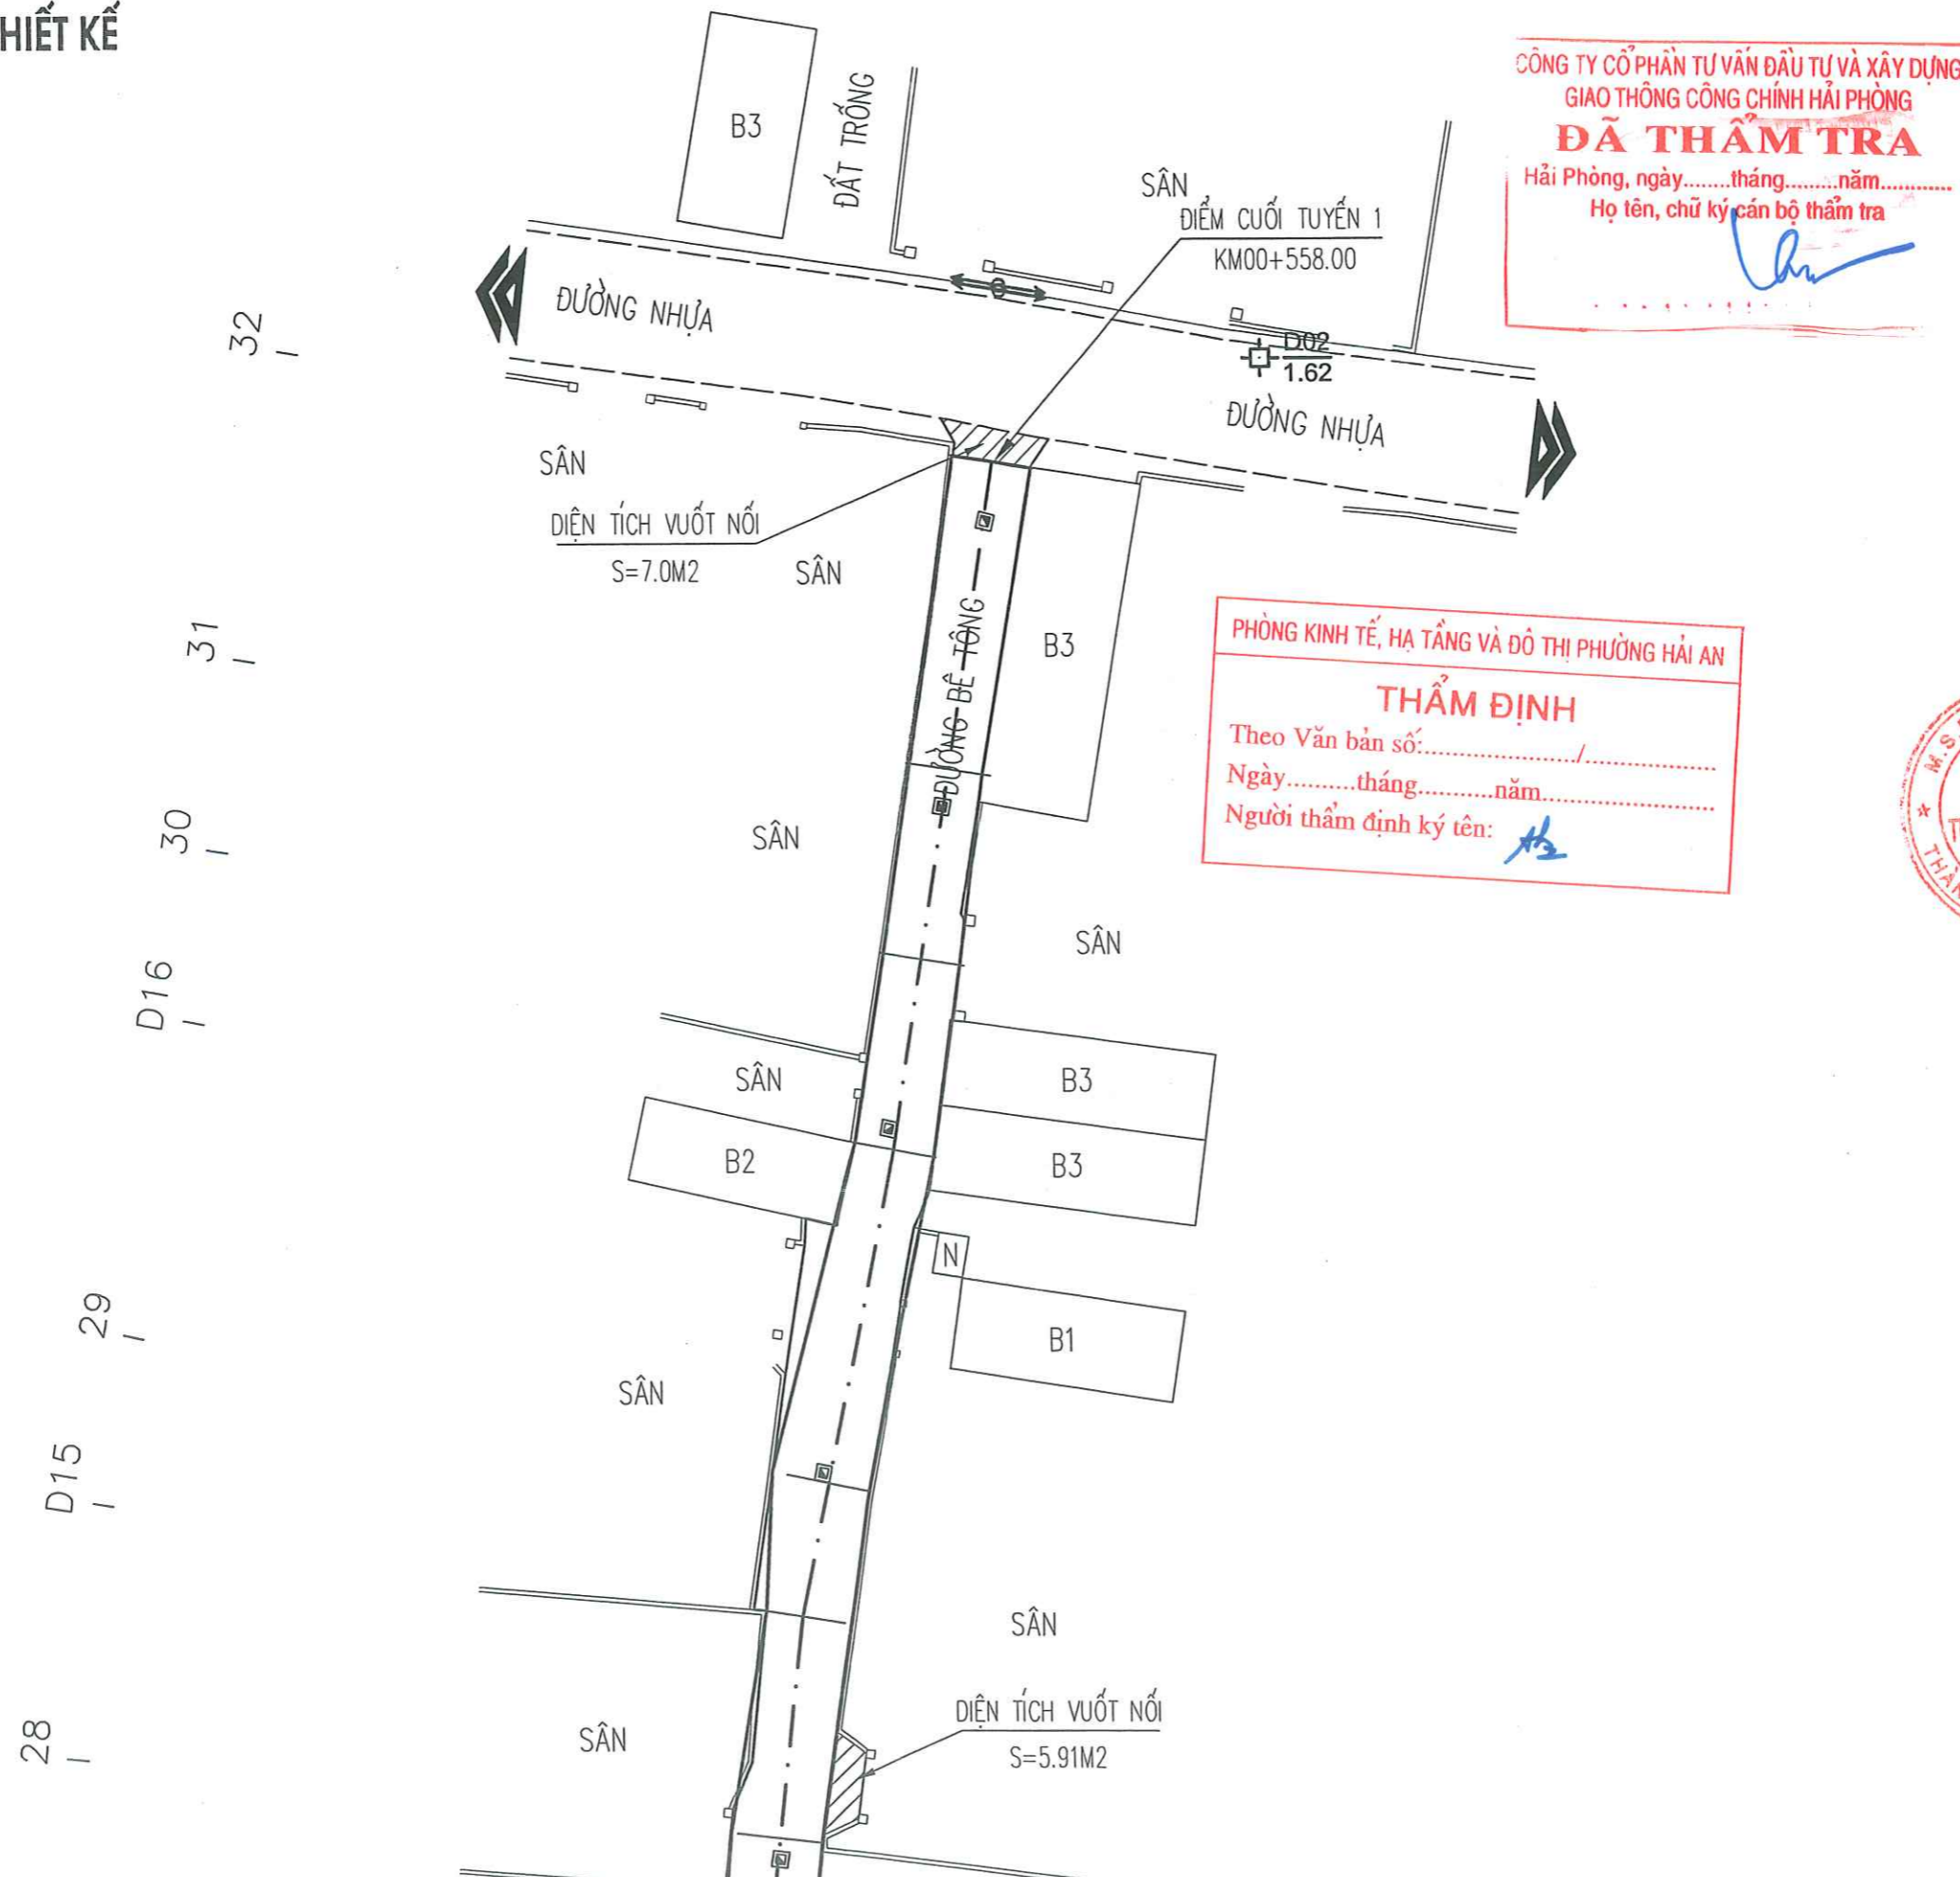 HIẾT KẾ
B3
ĐẤT TRỐNG
SÂN
ĐIỂM CUỐI TUYẾN 1
KM00+558.00
CÔNG TY CỔ PHẦN TƯ VẤN ĐẦU TƯ VÀ XÂY DỰNG
GIAO THÔNG CÔNG CHÍNH HẢI PHÒNG
ĐÃ THẨM TRA
Hải Phòng, ngày........tháng.........năm............
Họ tên, chữ ký cán bộ thẩm tra
32
ĐƯỜNG NHỰA
6
D02
1.62
ĐƯỜNG NHỰA
SÂN
DIỆN TÍCH VUỐT NỐI
S=7.0M2
SÂN
31
ĐƯỜNG BÊ TÔNG
B3
PHÒNG KINH TẾ, HẠ TẦNG VÀ ĐÔ THỊ PHƯỜNG HẢI AN
THẨM ĐỊNH
Theo Văn bản số:...................../..................
Ngày..........tháng..........năm........................
Người thẩm định ký tên:
M.S
THÀN
30
SÂN
SÂN
D16
SÂN
B3
B2
B3
N
29
B1
SÂN
D15
SÂN
28
SÂN
DIỆN TÍCH VUỐT NỐI
S=5.91M2